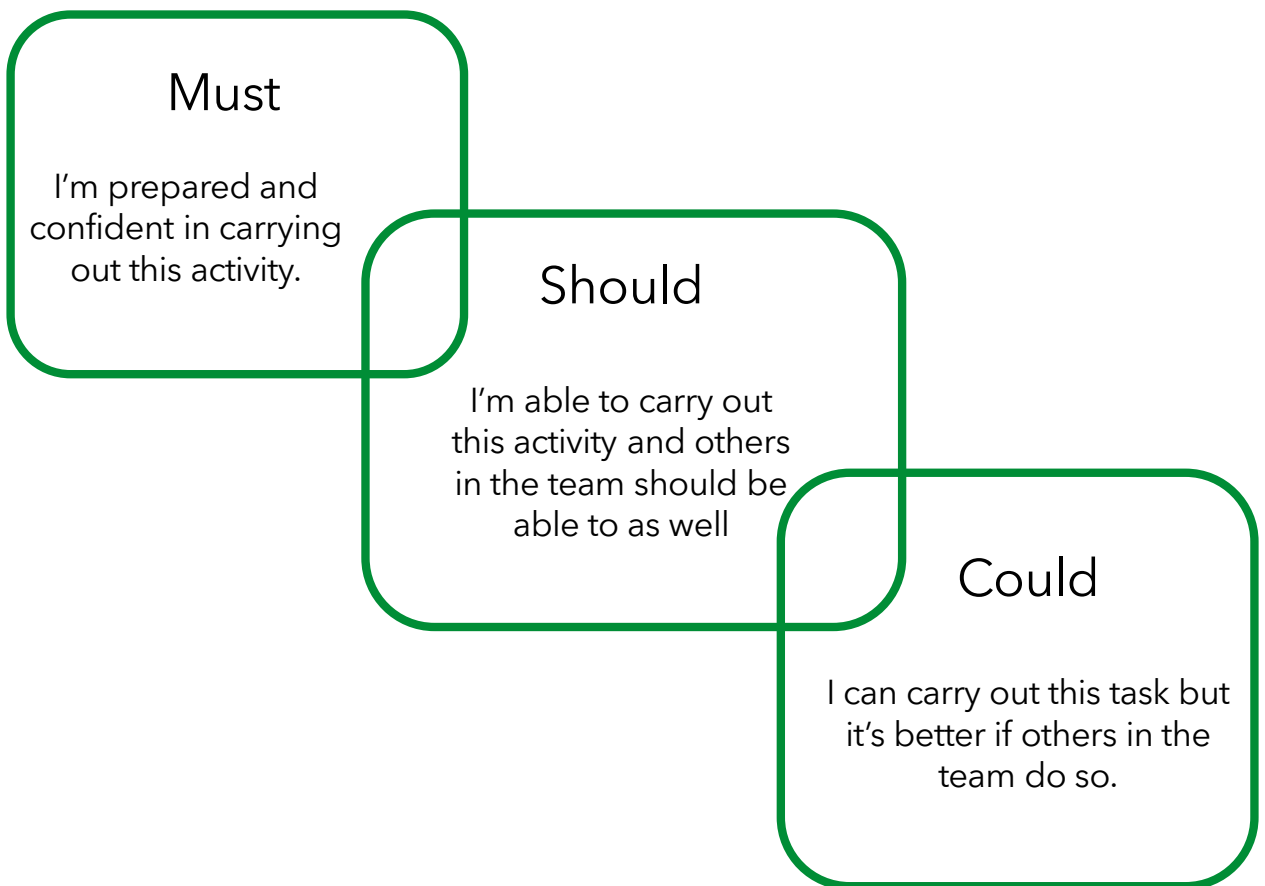 Must
I’m prepared and
confident in carrying
out this activity.
Should
I’m able to carry out
this activity and others
in the team should be
able to as well
Could
I can carry out this task but
it’s better if others in the
team do so.